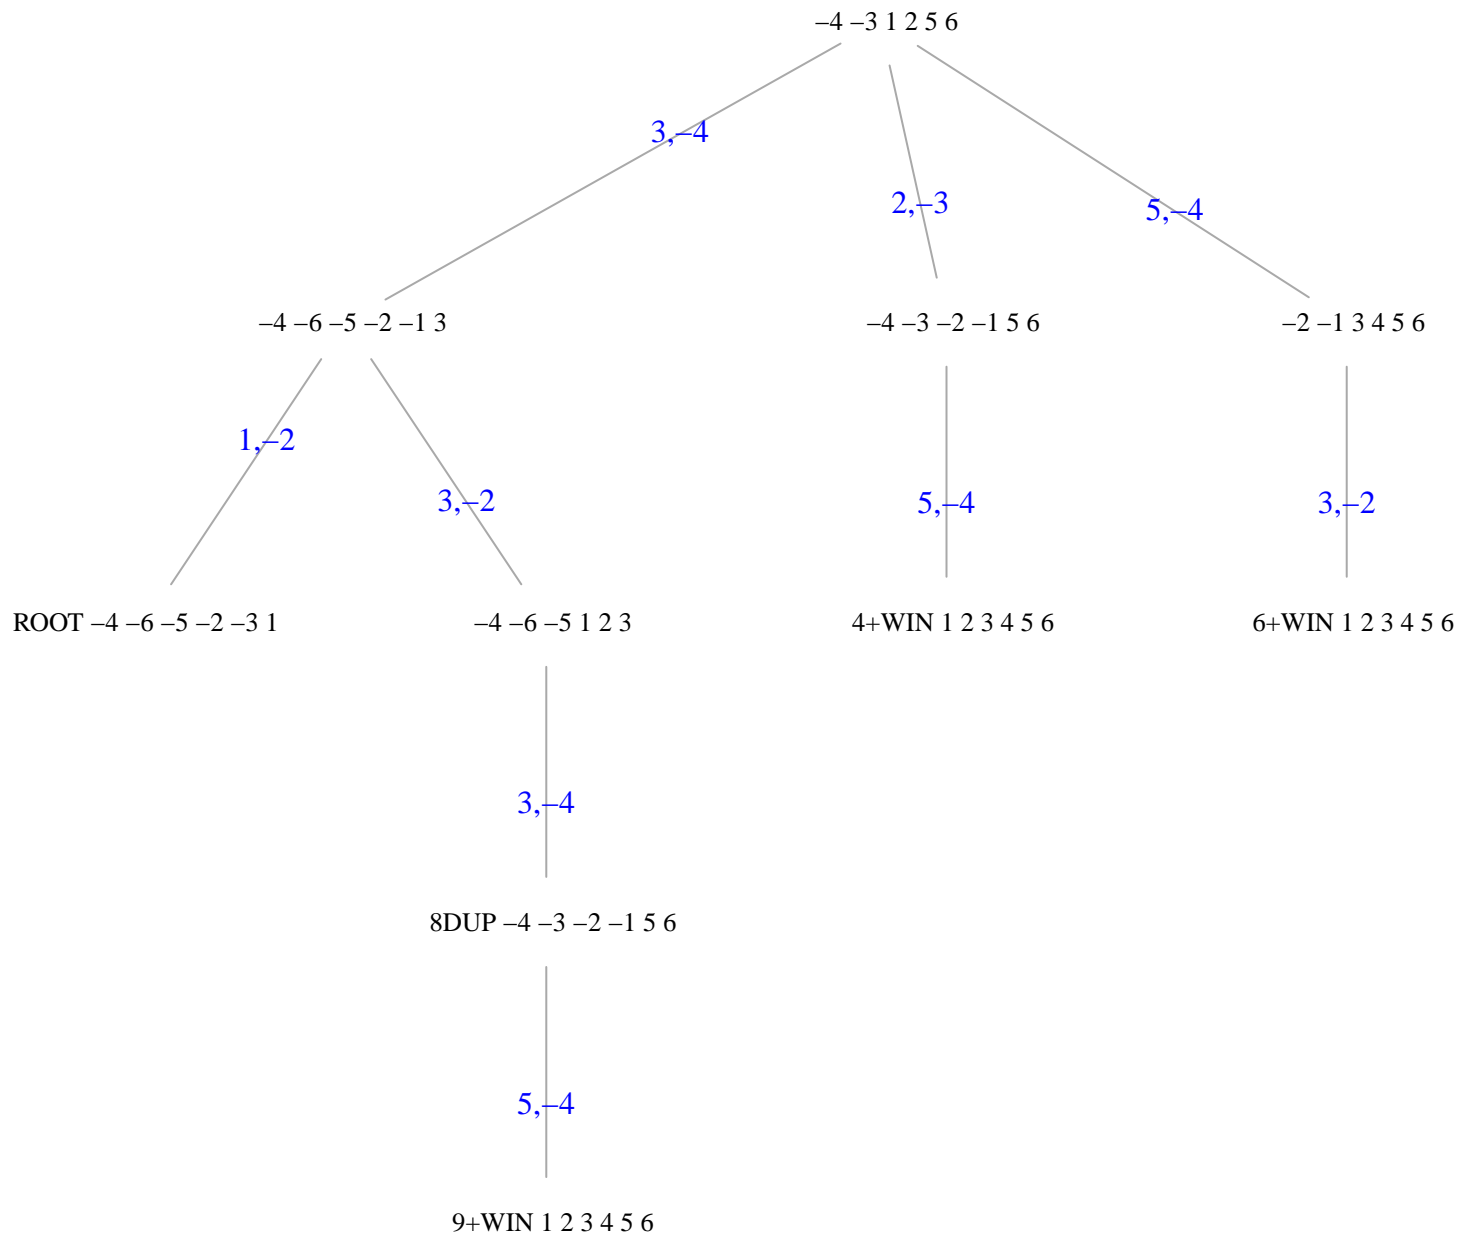 –4 –3 1 2 5 6
3,–4
2,–3
5,–4
–4 –6 –5 –2 –1 3
–4 –3 –2 –1 5 6
–2 –1 3 4 5 6
1,–2
3,–2
5,–4
3,–2
ROOT –4 –6 –5 –2 –3 1
–4 –6 –5 1 2 3
4+WIN 1 2 3 4 5 6
6+WIN 1 2 3 4 5 6
3,–4
8DUP –4 –3 –2 –1 5 6
5,–4
9+WIN 1 2 3 4 5 6